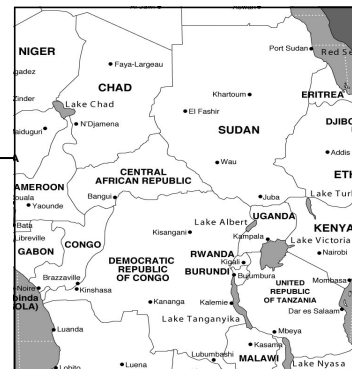 NIGER
Port Sudan
Red Se
Faya-Largeau
gadez
CHAD
Khartoum
ERITREA
Zinder
Lake Chad
El Fashir
aiduguri
N'Djamena
DJIBO
SUDAN
Addis
Wau
ETH
CENTRAL
AFRICAN REPUBLIC
AMEROON
Lake Tur
Bangui
Juba
ouala
Yaounde
UGANDA
Bata
Lake Albert
KENYA
Libreville
Kisangani
Kampala
Lake Victoria
CONGO
GABON
RWANDA
Nairobi
DEMOCRATIC
REPUBLIC
OF CONGO
Kigali
BURUNDI
Bujumbura
Brazzaville
Mombasa
UNITED
REPUBLIC
OF TANZANIA
Noire
Kinshasa
binda
OLA)
Kananga
Kalemie
Dar es Salaam
Lake Tanganyika
Luanda
Mbeya
Kasama
Lubumbashi
Lobito
Luena
MALAWI
Lake Nyasa